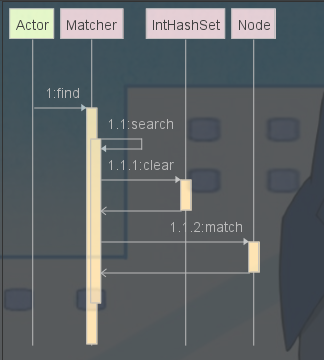 Actor
Matcher
IntHashSet
Node
1:find
1.1:search
1.1.1:clear
1.1.2:match